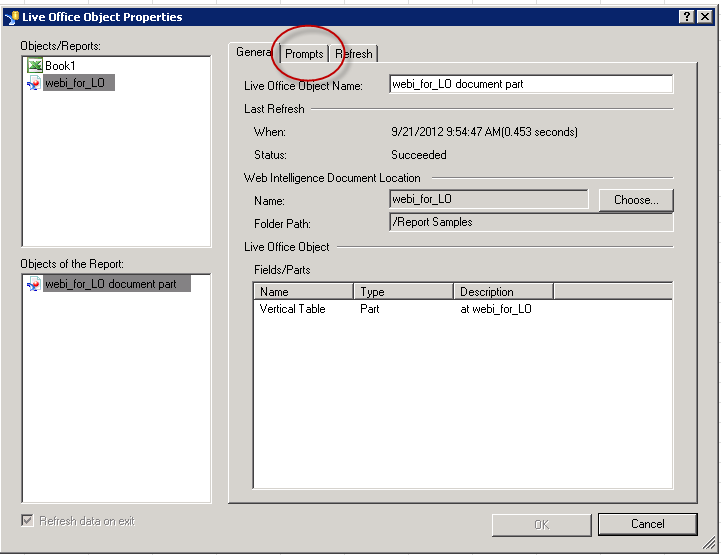 Live Office Object Properties
Objects/Reports:
Book1
webi_for_LO
Objects of the Report:
webi_for_LO document part
Refresh data on exit
General Prompts Refresh
Live Office Object Name: webi_for_LO document part
Last Refresh
When: 9/21/2012 9:54:47 AM(0.453 seconds)
Status: Succeeded
Web Intelligence Document Location
Name: webi_for_LO Choose...
Folder Path: /Report Samples
Live Office Object
Fields/Parts
Name Type Description
Vertical Table Part at webi_for_LO
OK Cancel